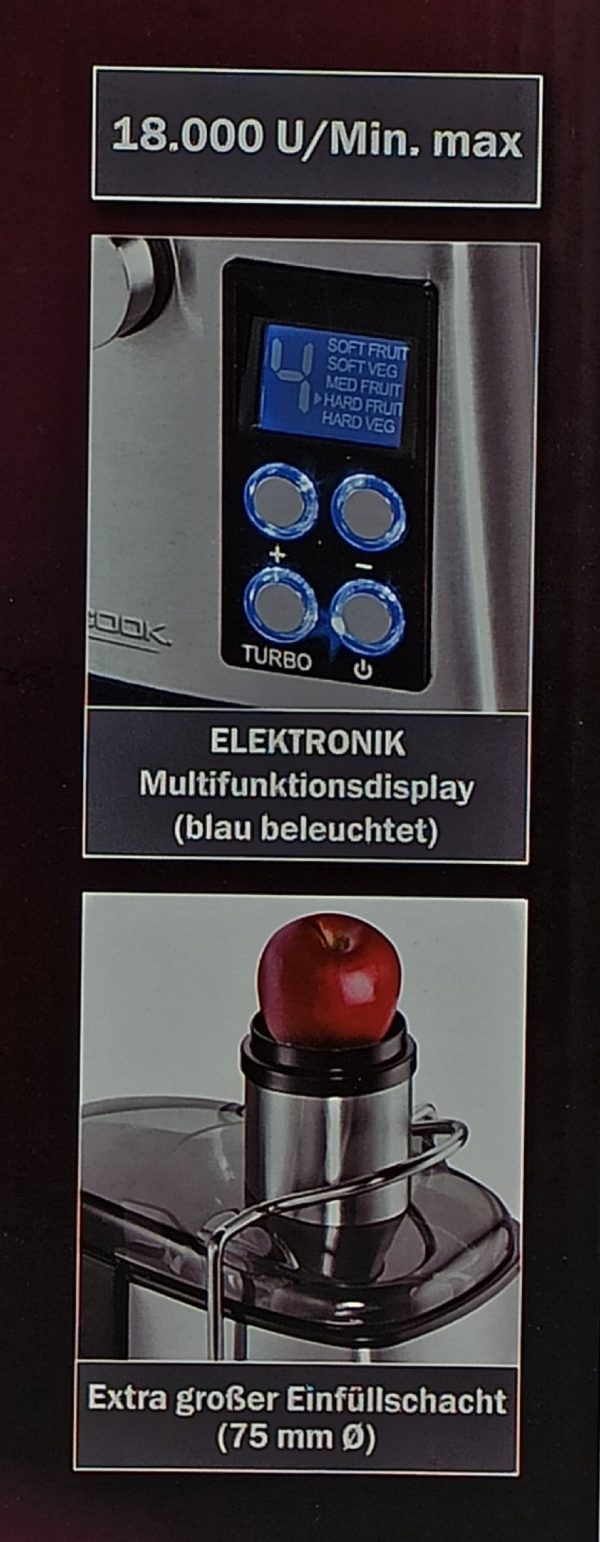 18.000 U/Min. max
4
SOFT FRUIT
SOFT VEG
MED FRUIT
HARD FRUIT
HARD VEG
+ –
TURBO
COOK.
ELEKTRONIK
Multifunktionsdisplay
(blau beleuchtet)
Extra großer Einfüllschacht
(75 mm Ø)